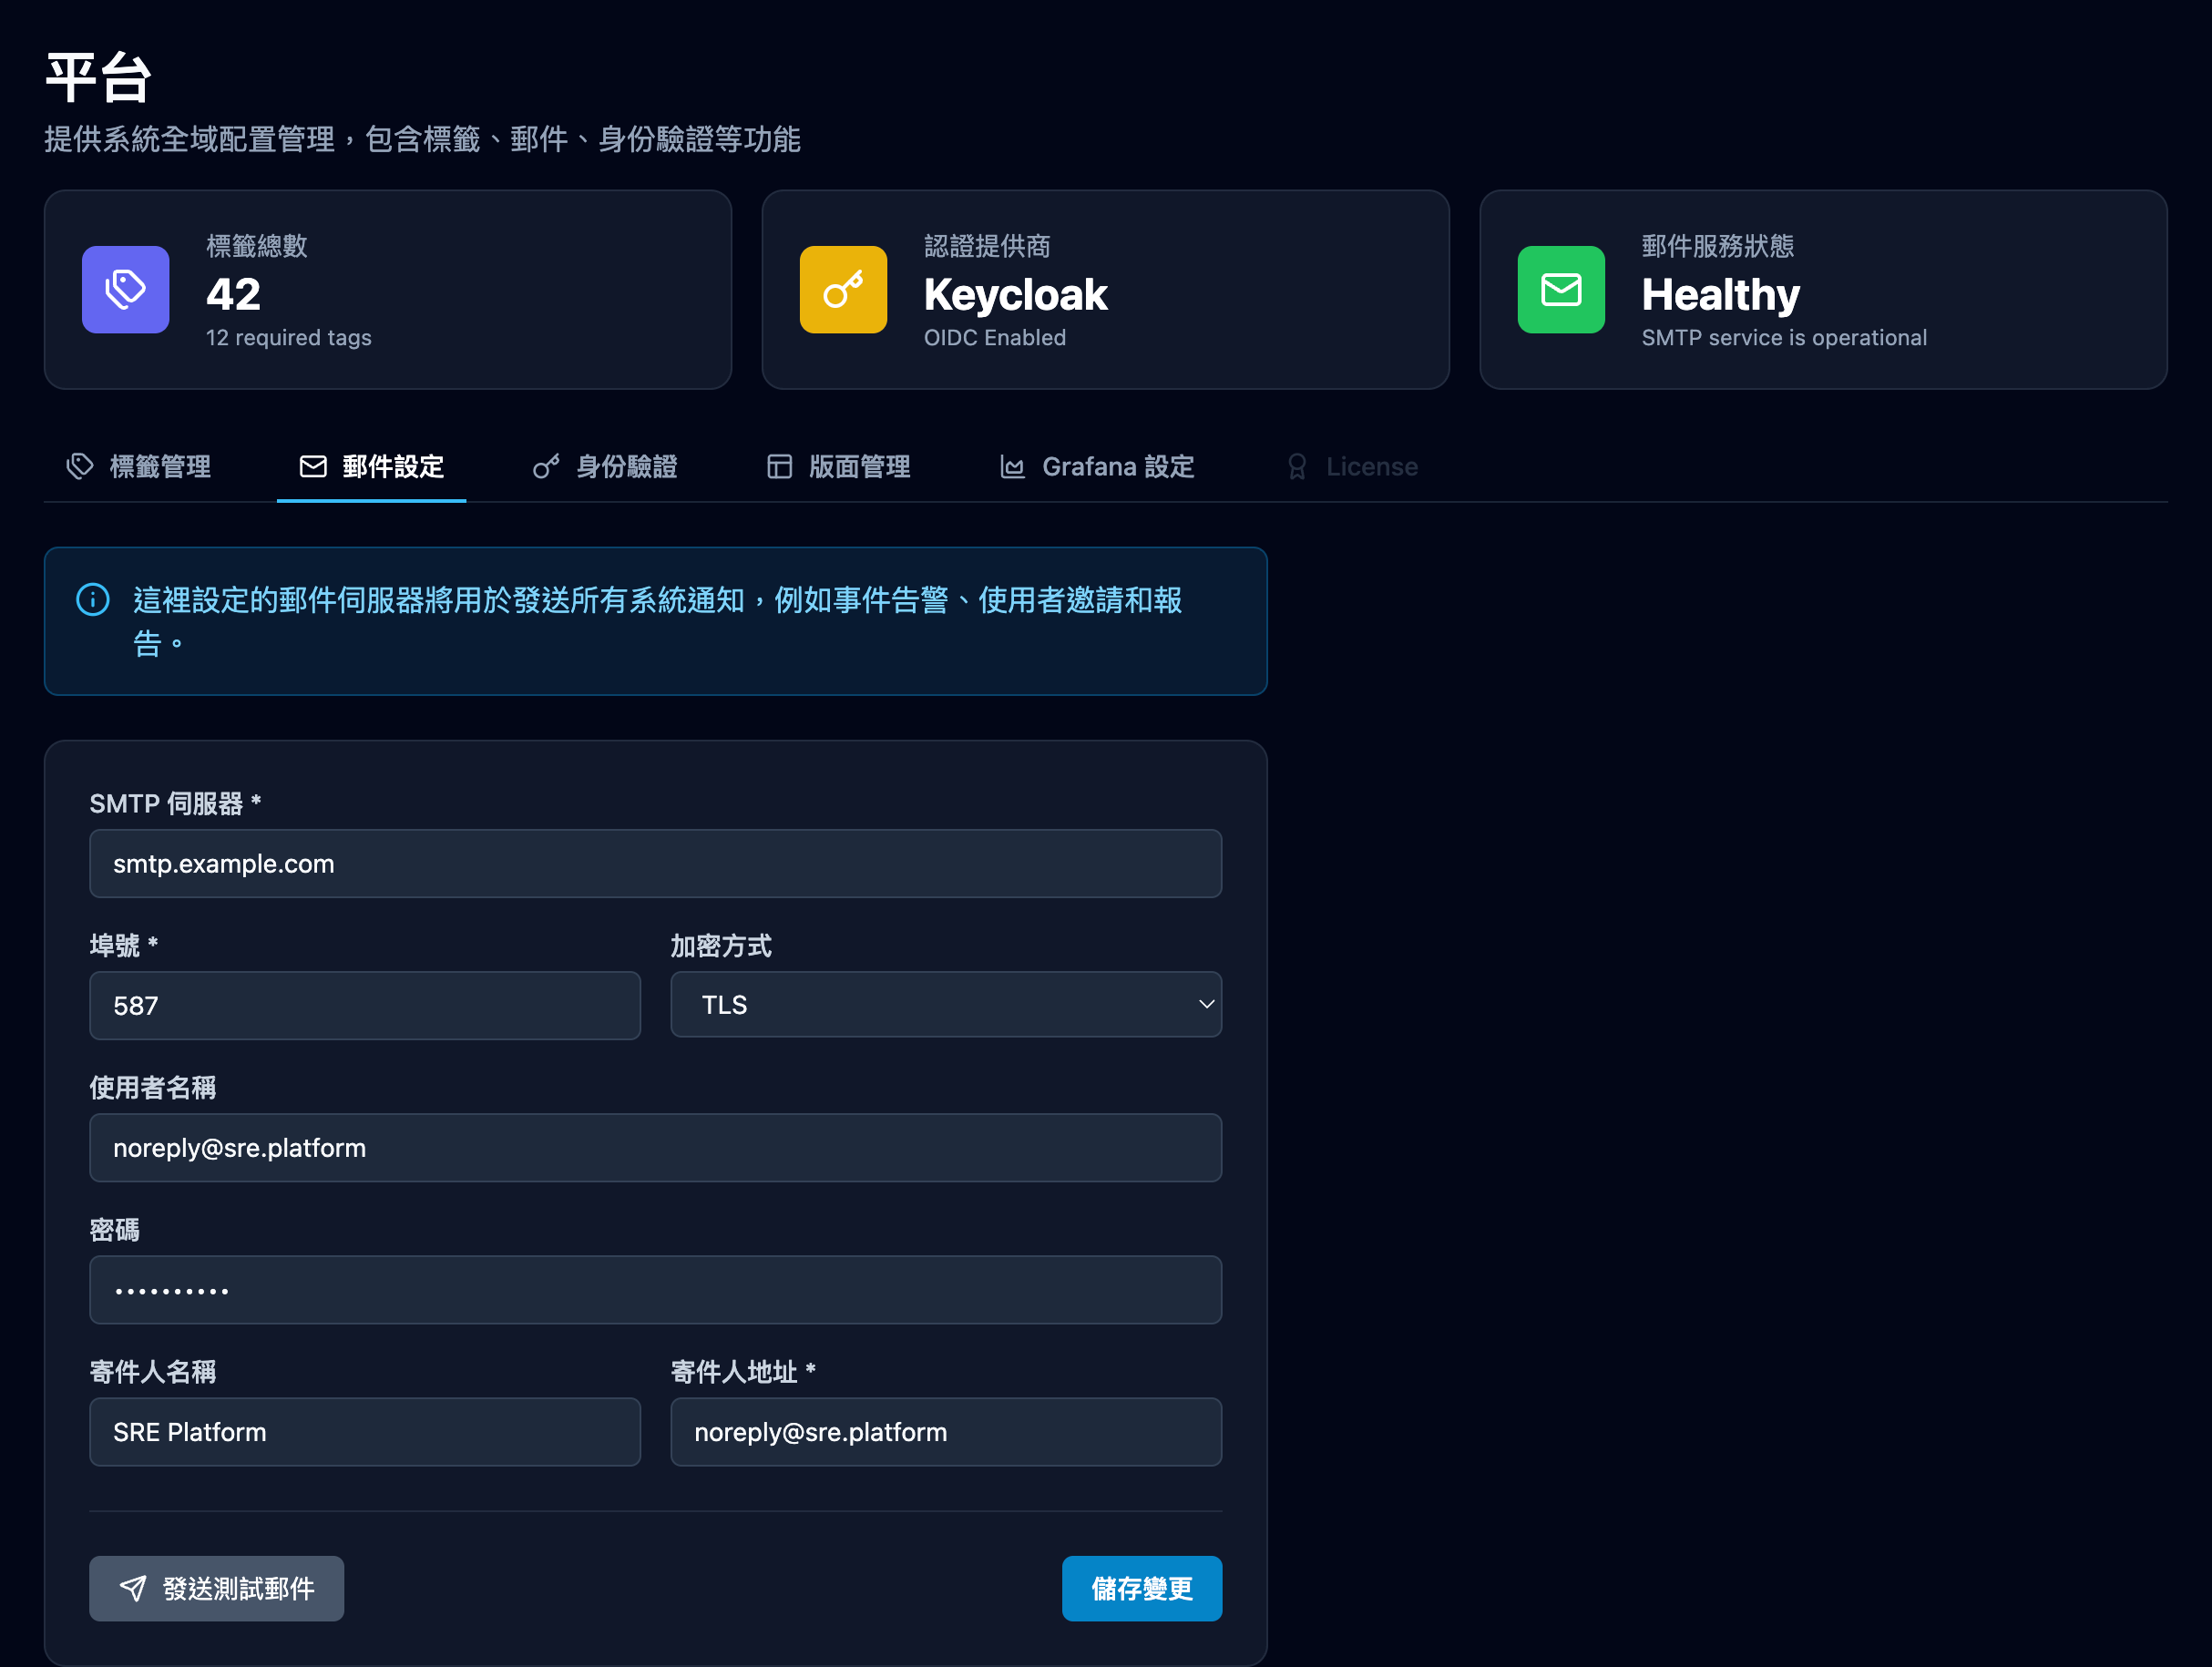 平台
提供系統全域配置管理，包含標籤、郵件、身份驗證等功能
標籤總數
42
12 required tags
認證提供商
Keycloak
OIDC Enabled
郵件服務狀態
Healthy
SMTP service is operational
標籤管理
郵件設定
身份驗證
版面管理
Grafana 設定
License
這裡設定的郵件伺服器將用於發送所有系統通知，例如事件告警、使用者邀請和報
告。
SMTP 伺服器 *
smtp.example.com
埠號 *
加密方式
587
TLS
使用者名稱
noreply@sre.platform
密碼
••••••••••
寄件人名稱
寄件人地址 *
SRE Platform
noreply@sre.platform
發送測試郵件
儲存變更